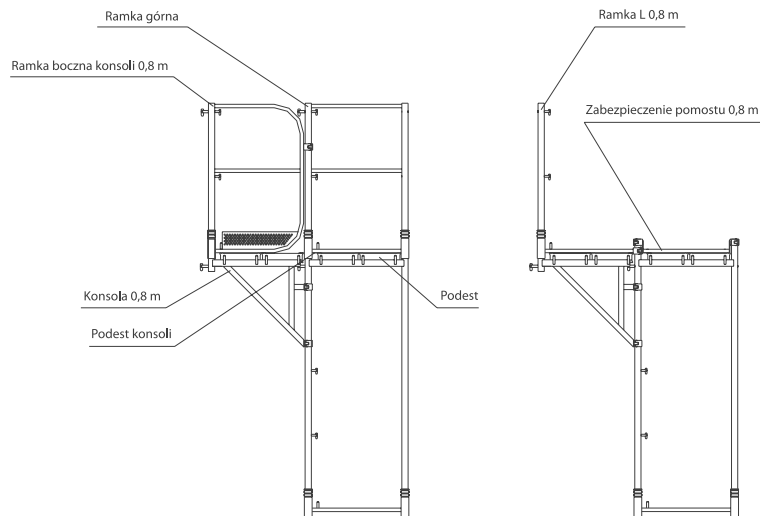 Ramka górna
Ramka L 0,8 m
Ramka boczna konsoli 0,8 m
Zabezpieczenie pomostu 0,8 m
Konsola 0,8 m
Podest
Podest konsoli